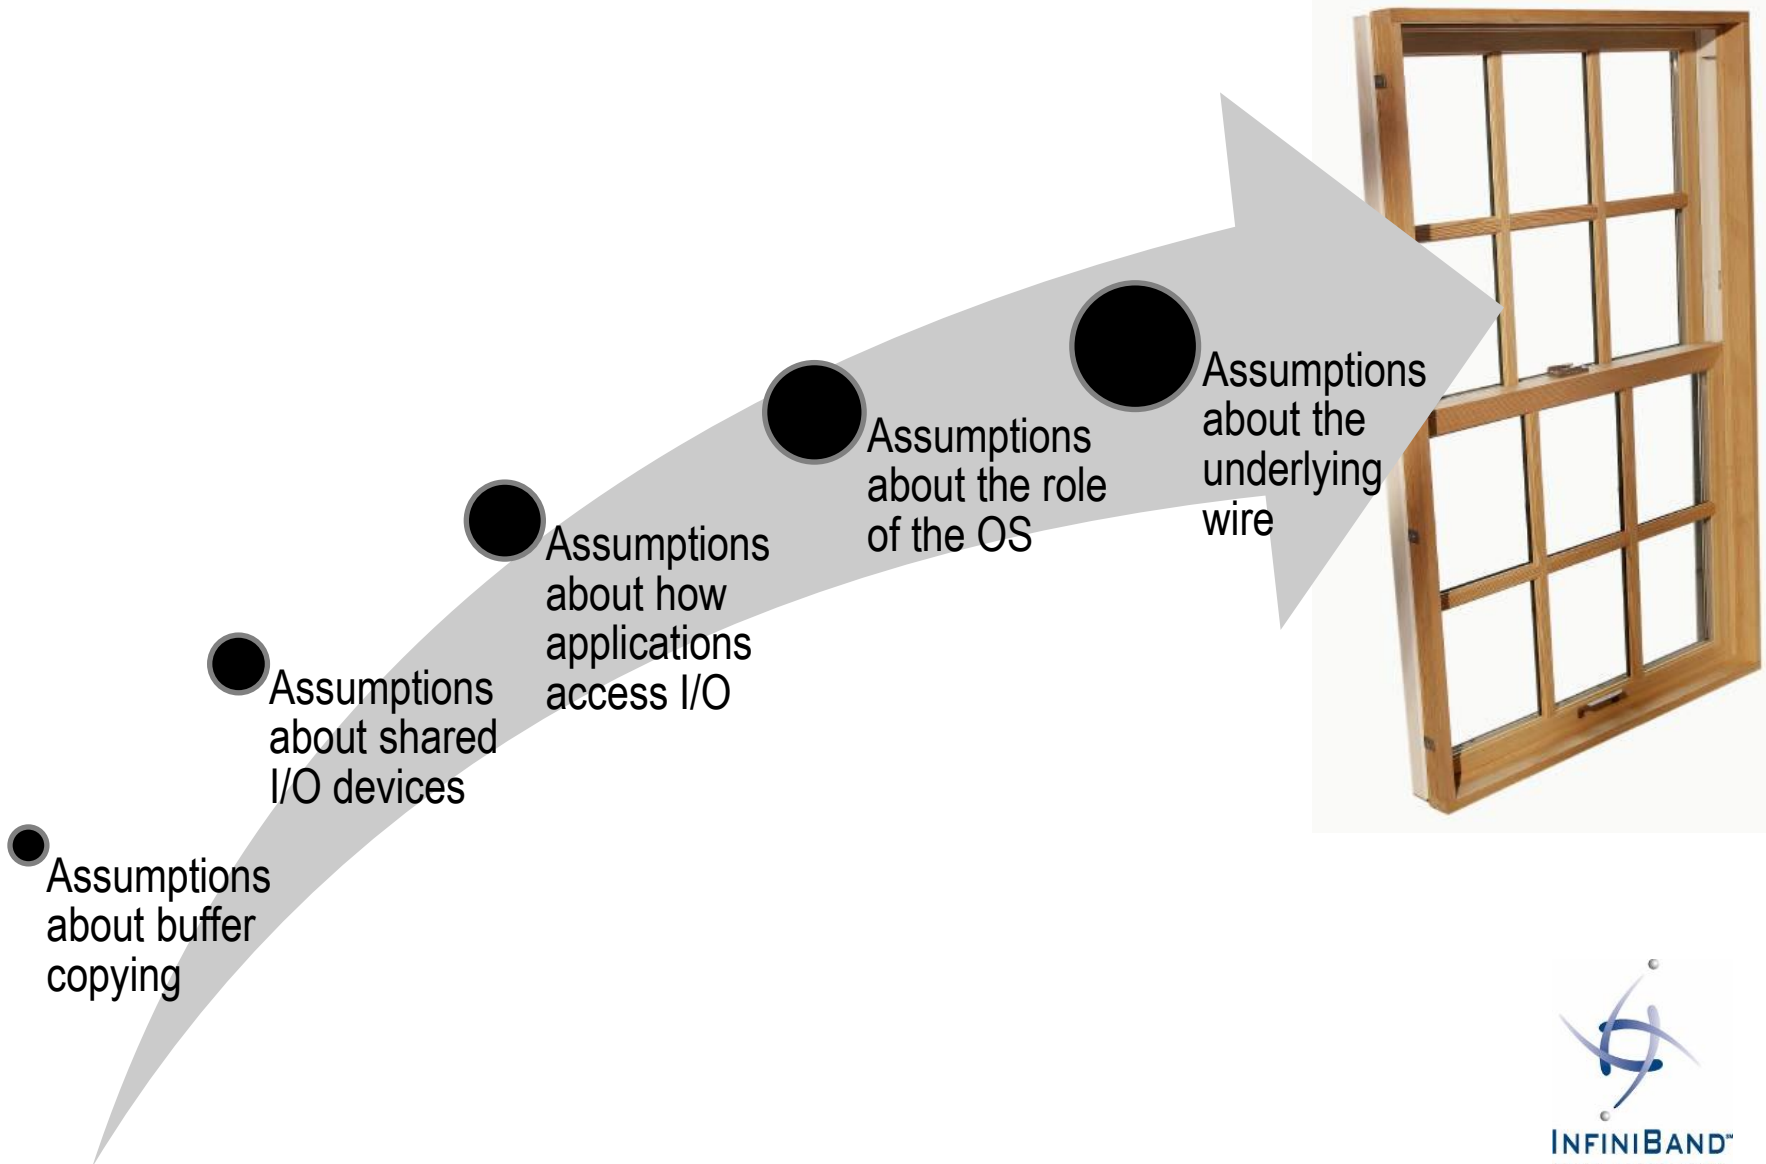 Assumptions
about buffer
copying
Assumptions
about shared
I/O devices
Assumptions
about how
applications
access I/O
Assumptions
about the role
of the OS
Assumptions
about the
underlying
wire
INFINIBAND℠